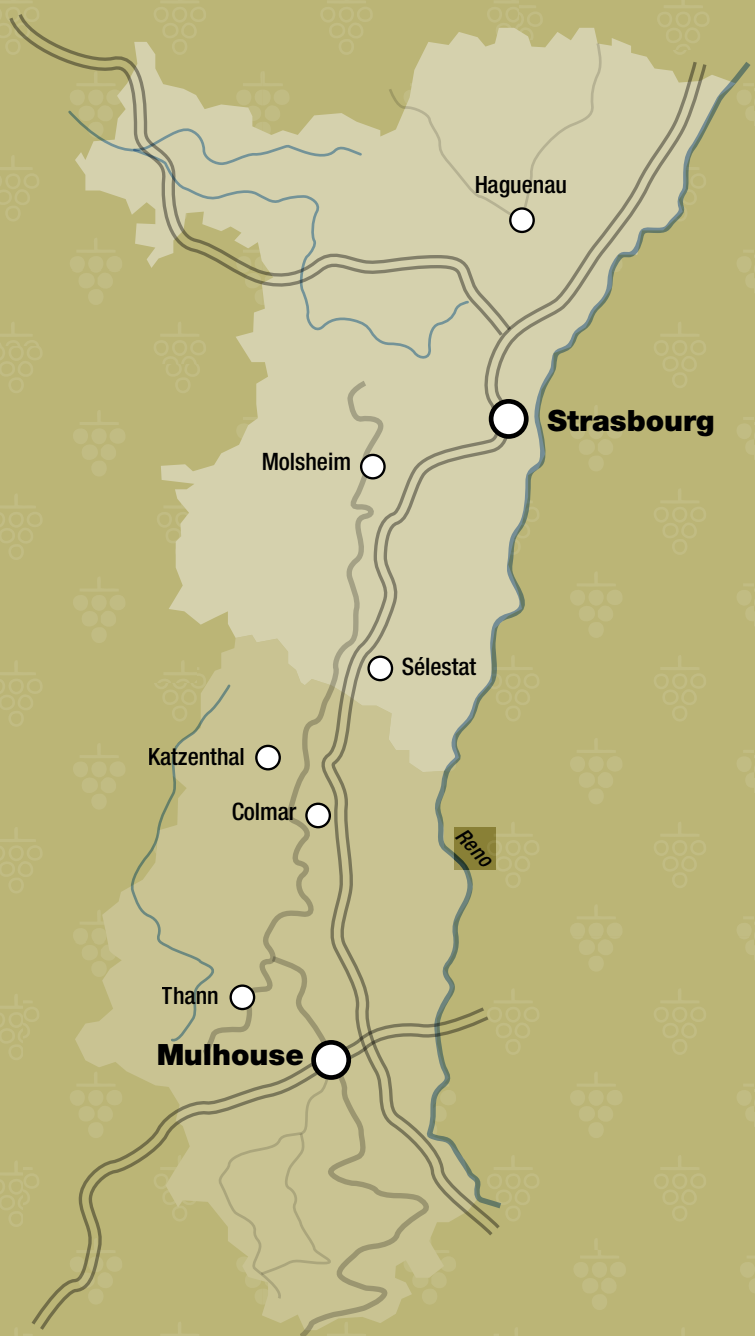 Haguenau
Strasbourg
Molsheim
Sélestat
Katzenthal
Colmar
Reno
Thann
Mulhouse